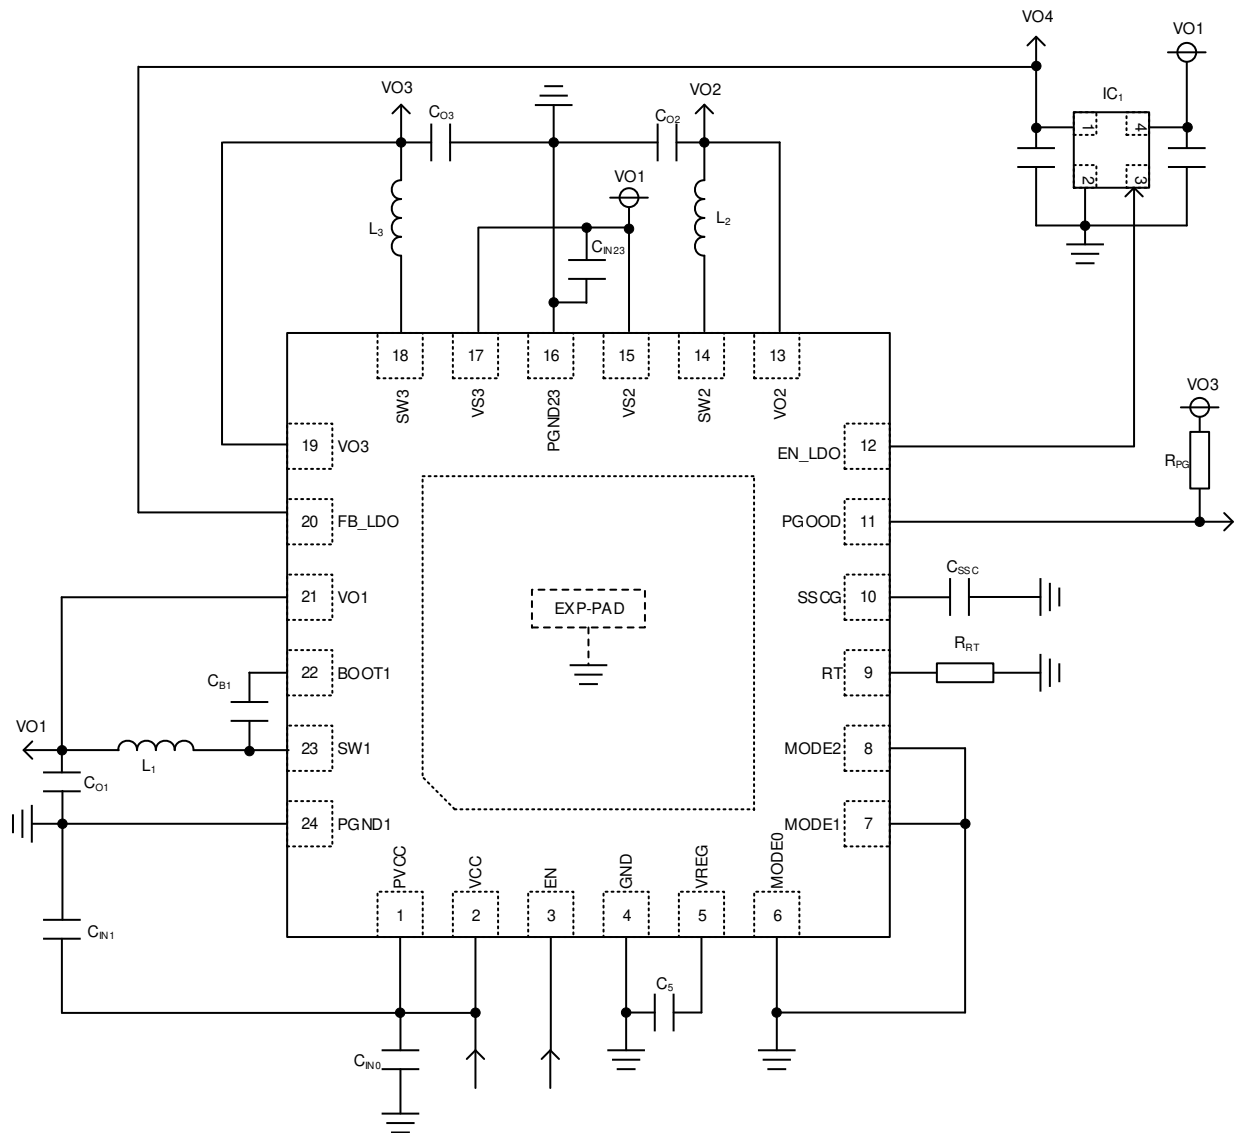 VO4
VO1
IC1
1
4
2
3
VO3
CO3
CO2
VO2
VO1
L3
CIN23
L2
18
17
16
15
14
13
SW3
VS3
PGND23
VS2
SW2
VO2
VO3
19
VO3
EN_LDO
12
RPG
20
FB_LDO
PGOOD
11
CSSC
21
VO1
EXP-PAD
SSCG
10
RRT
CB1
22
BOOT1
RT
9
VO1
L1
23
SW1
MODE2
8
CO1
24
PGND1
MODE1
7
PVCC
VCC
EN
GND
VREG
MODE0
1
2
3
4
5
6
CIN1
C5
CIN0